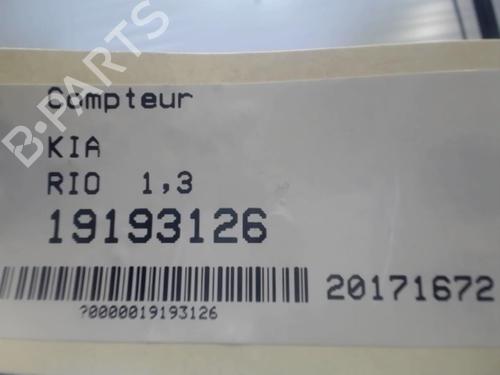 Compteur
KIA
RIO 1,3
19193126
20171672
?0000019193126
B-PARTS